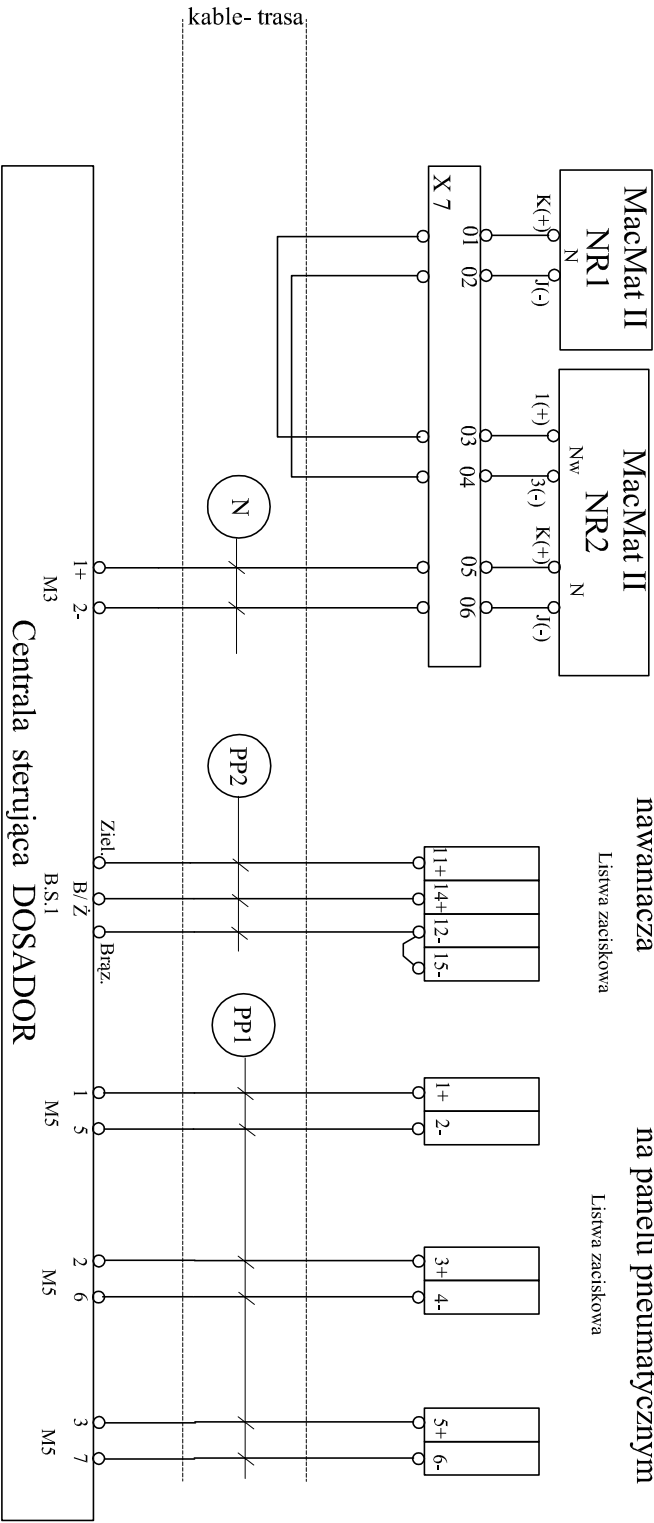 kable- trasa
MacMat II
NR1
K(+)
N
J(-)
MacMat II
NR2
1(+)
Nw
3(-)
K(+)
N
J(-)
X 7
01
02
03
04
05
06
N
1+
2-
M3
nawaniacza
Listwa zaciskowa
11+
14+
12-
15-
PP2
Ziel.
B/Ż
Brąz.
B.S.1
na panelu pneumatycznym
Listwa zaciskowa
1+
2-
3+
4-
5+
6-
PP1
1
5
M5
2
6
M5
3
7
M5
Centrala sterująca DOSADOR